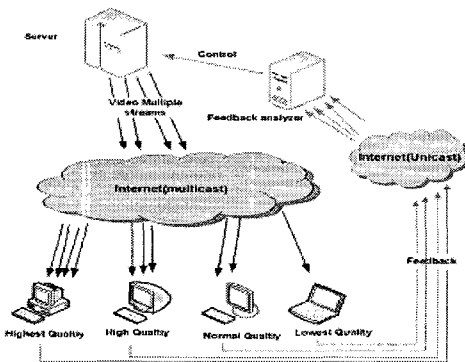 Server
Control
Video Multiple
streams
Feedback analyzer
Internet(multicast)
Internet(Unicast)
Feedback
Highest Quality
High Quality
Normal Quality
Lowest Quality